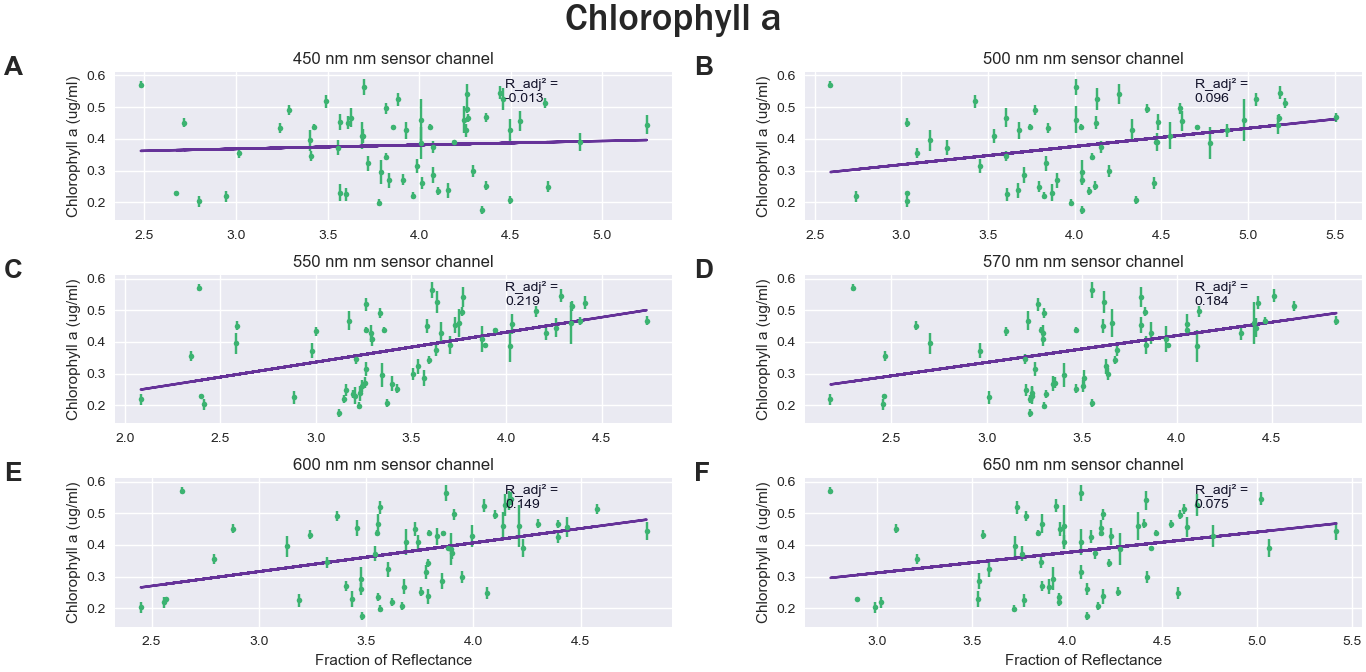 Chlorophyll a
A
450 nm nm sensor channel
R_adj² =
-0.013
Chlorophyll a (ug/ml)
0.6
0.5
0.4
0.3
0.2
2.5 3.0 3.5 4.0 4.5 5.0
B
500 nm nm sensor channel
R_adj² =
0.096
Chlorophyll a (ug/ml)
0.6
0.5
0.4
0.3
0.2
2.5 3.0 3.5 4.0 4.5 5.0 5.5
C
550 nm nm sensor channel
R_adj² =
0.219
Chlorophyll a (ug/ml)
0.6
0.5
0.4
0.3
0.2
2.0 2.5 3.0 3.5 4.0 4.5
D
570 nm nm sensor channel
R_adj² =
0.184
Chlorophyll a (ug/ml)
0.6
0.5
0.4
0.3
0.2
2.5 3.0 3.5 4.0 4.5
E
600 nm nm sensor channel
R_adj² =
0.149
Chlorophyll a (ug/ml)
0.6
0.5
0.4
0.3
0.2
2.5 3.0 3.5 4.0 4.5
Fraction of Reflectance
F
650 nm nm sensor channel
R_adj² =
0.075
Chlorophyll a (ug/ml)
0.6
0.5
0.4
0.3
0.2
3.0 3.5 4.0 4.5 5.0 5.5
Fraction of Reflectance